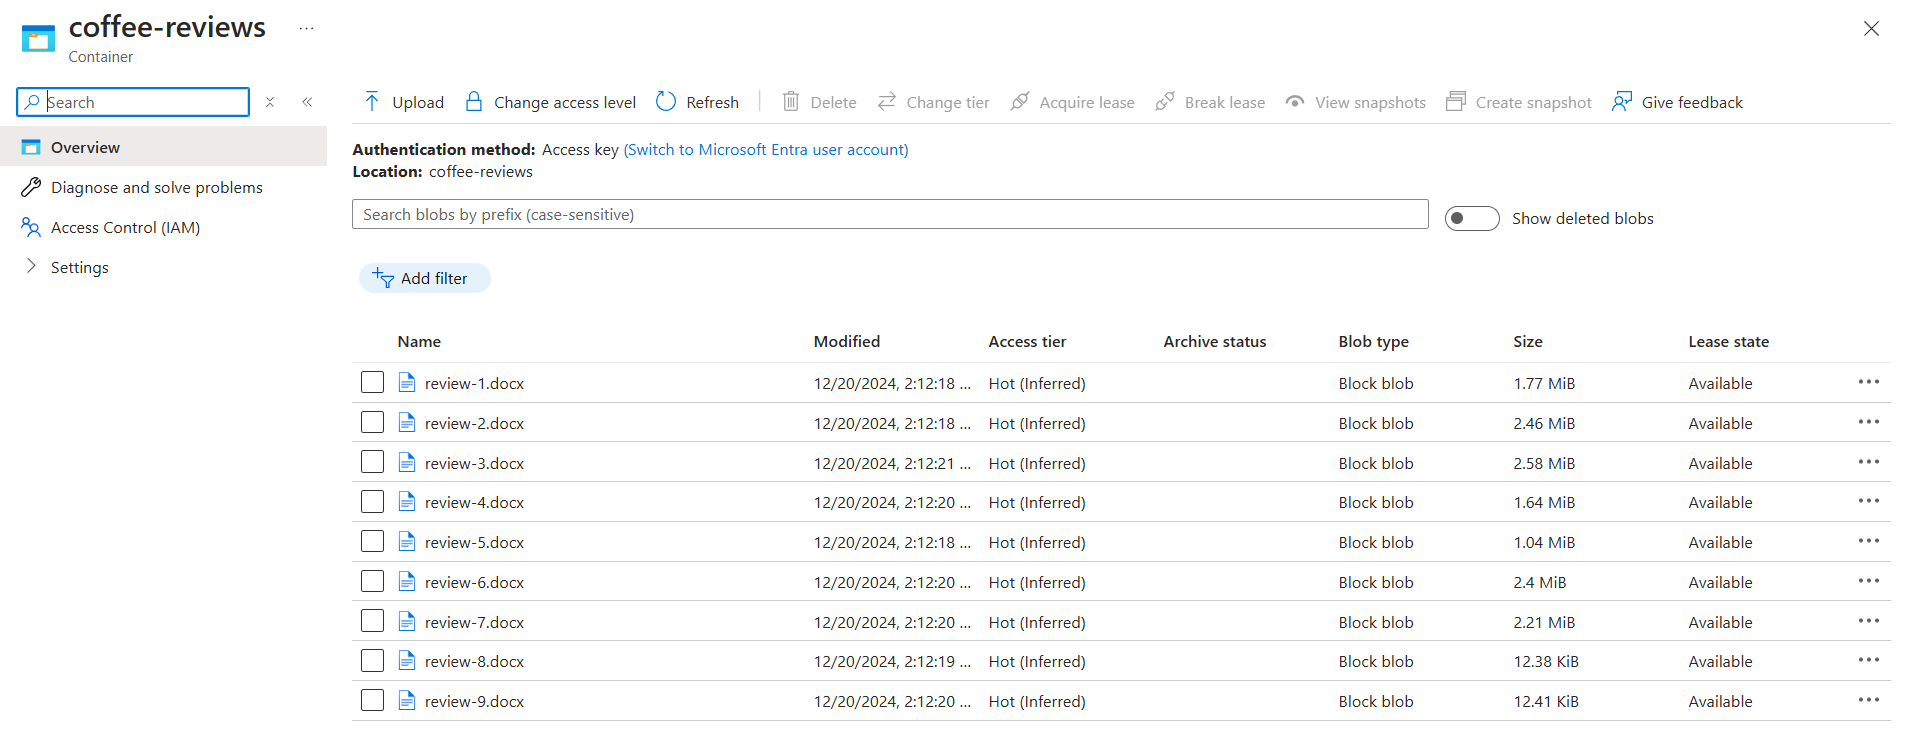 coffee-reviews ...
Container
Search
Overview
Diagnose and solve problems
Access Control (IAM)
Settings
Upload Change access level Refresh Delete Change tier Acquire lease Break lease View snapshots Create snapshot Give feedback
Authentication method: Access key (Switch to Microsoft Entra user account)
Location: coffee-reviews
Search blobs by prefix (case-sensitive)
Show deleted blobs
Add filter
Name Modified Access tier Archive status Blob type Size Lease state
review-1.docx 12/20/2024, 2:12:18 ... Hot (Inferred) Block blob 1.77 MiB Available
review-2.docx 12/20/2024, 2:12:18 ... Hot (Inferred) Block blob 2.46 MiB Available
review-3.docx 12/20/2024, 2:12:21 ... Hot (Inferred) Block blob 2.58 MiB Available
review-4.docx 12/20/2024, 2:12:20 ... Hot (Inferred) Block blob 1.64 MiB Available
review-5.docx 12/20/2024, 2:12:18 ... Hot (Inferred) Block blob 1.04 MiB Available
review-6.docx 12/20/2024, 2:12:20 ... Hot (Inferred) Block blob 2.4 MiB Available
review-7.docx 12/20/2024, 2:12:20 ... Hot (Inferred) Block blob 2.21 MiB Available
review-8.docx 12/20/2024, 2:12:19 ... Hot (Inferred) Block blob 12.38 KiB Available
review-9.docx 12/20/2024, 2:12:20 ... Hot (Inferred) Block blob 12.41 KiB Available